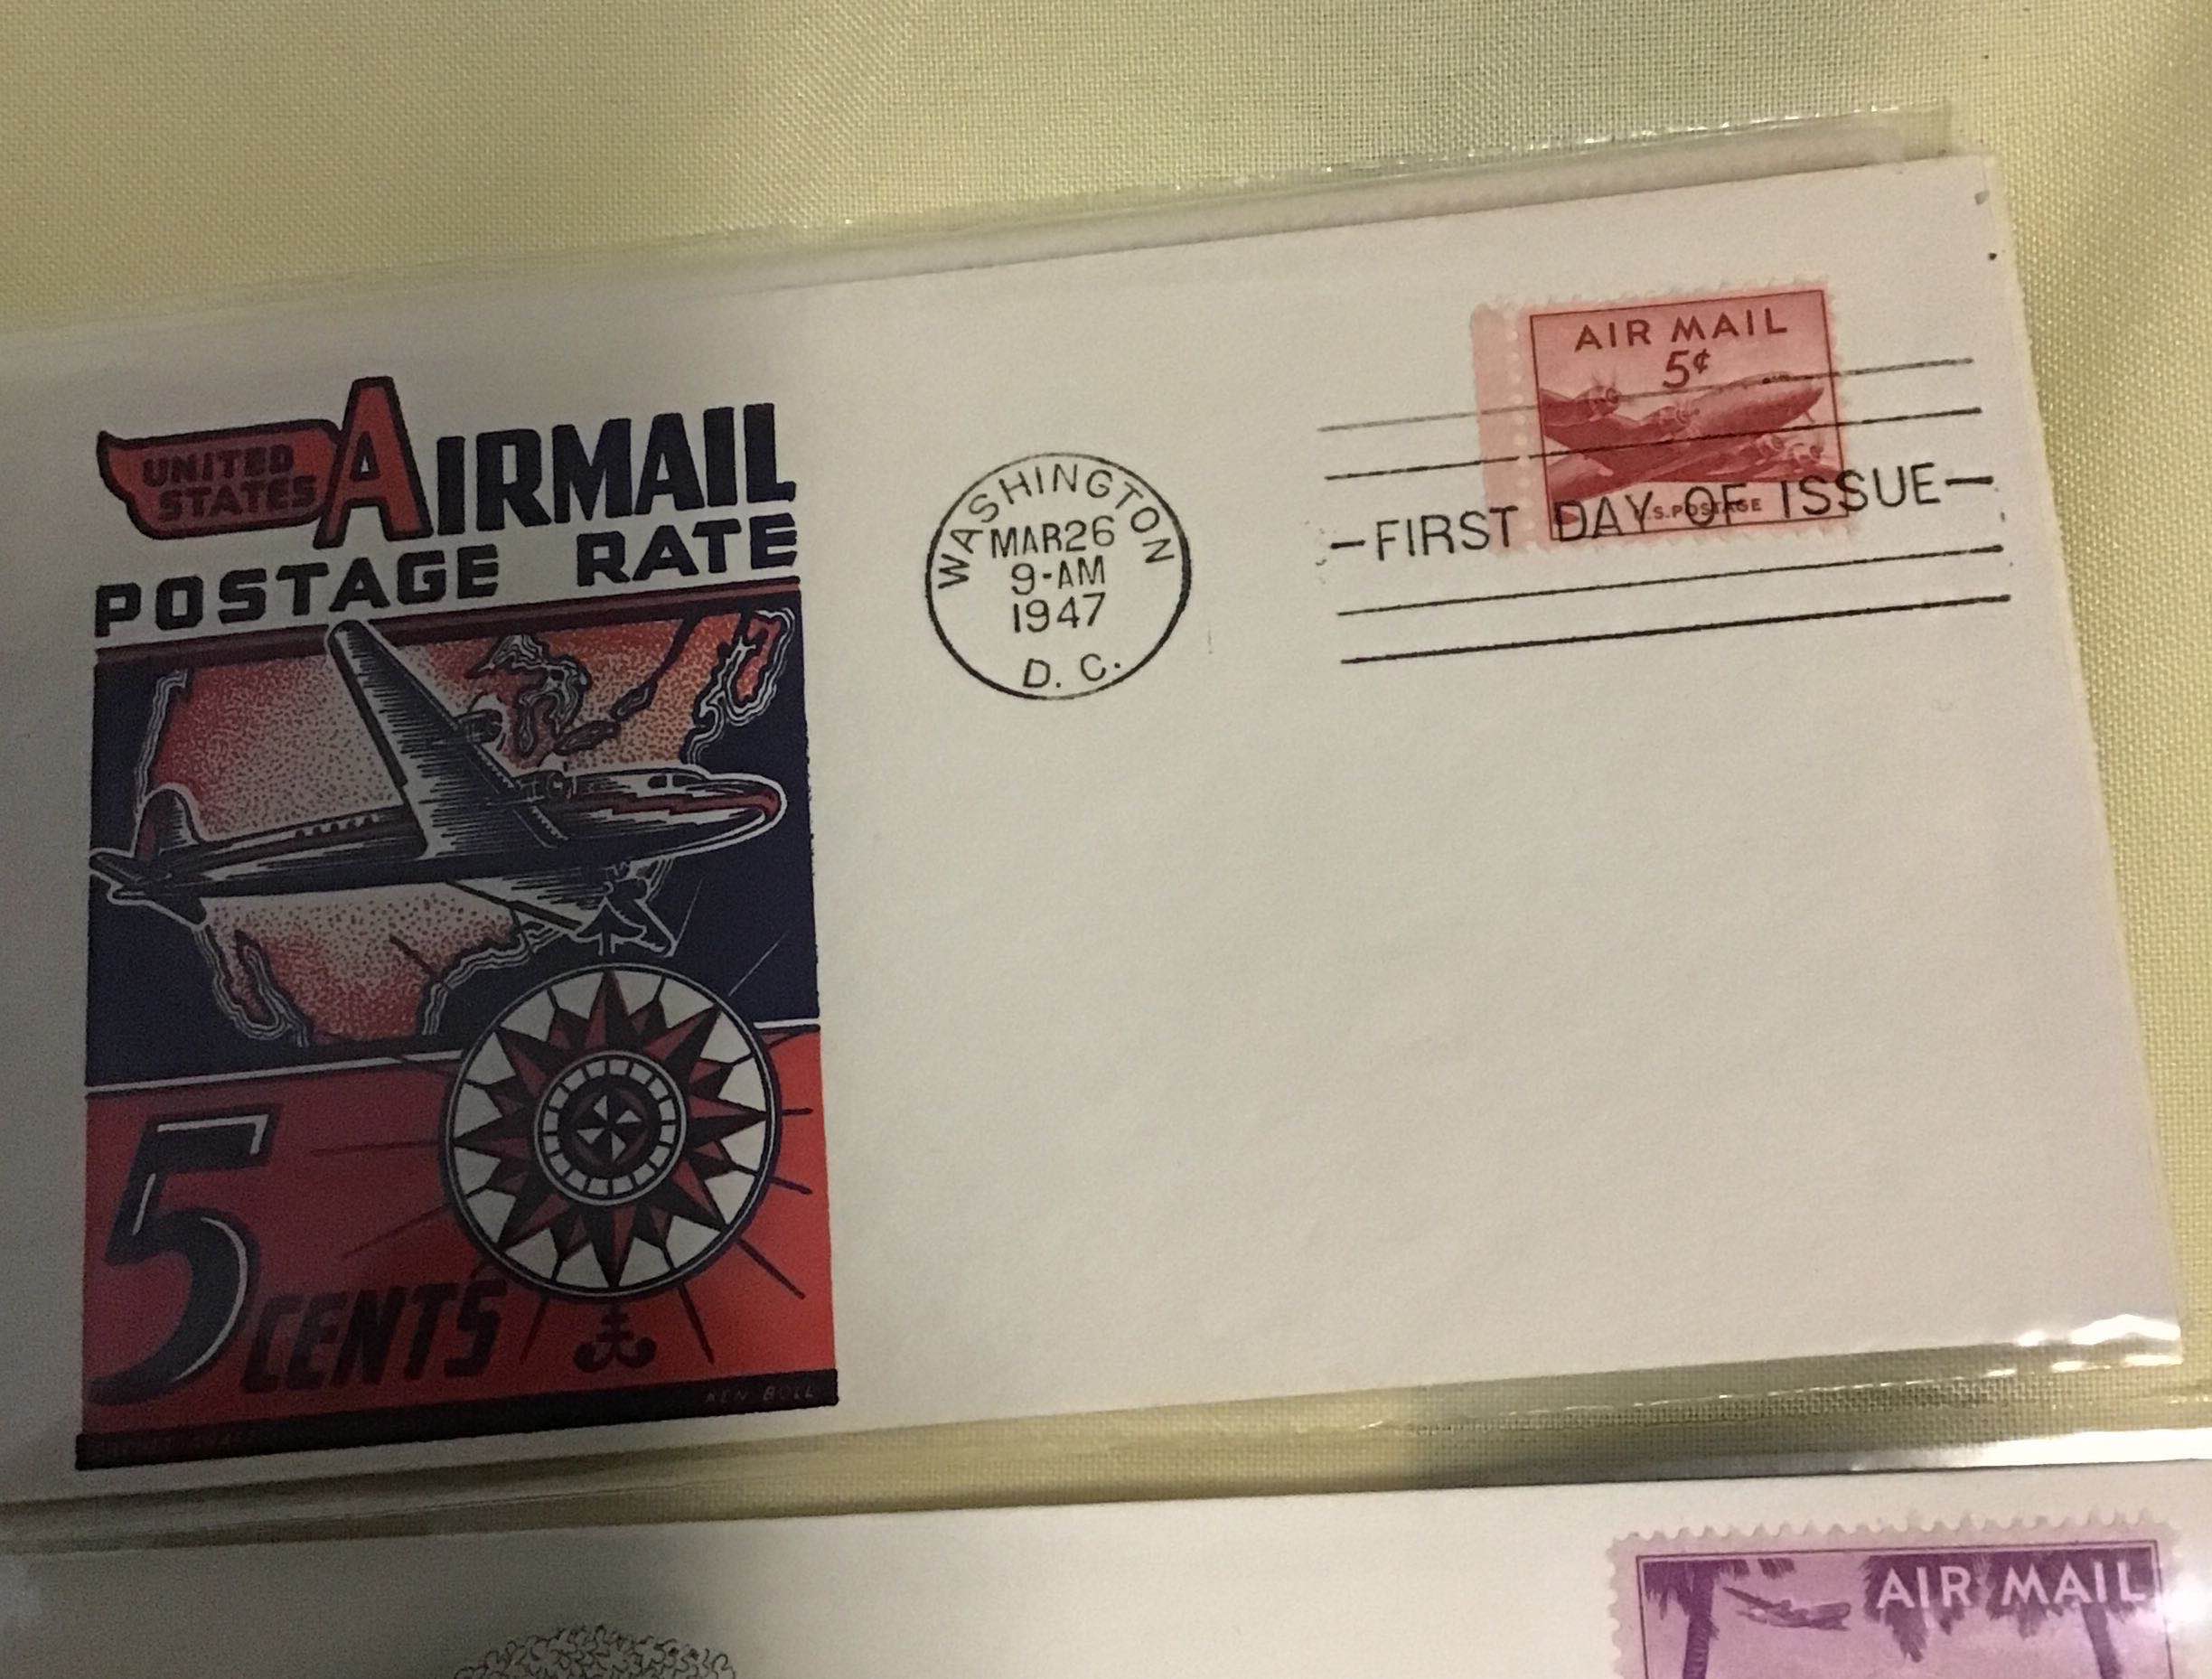 UNITED
STATES
AIRMAIL
POSTAGE RATE
5 CENTS
KEN BOLL
WASHINGTON
MAR26
9-AM
1947
D. C.
AIR MAIL
5¢
U.S.POSTAGE
-FIRST DAY OF ISSUE-
AIR MAIL